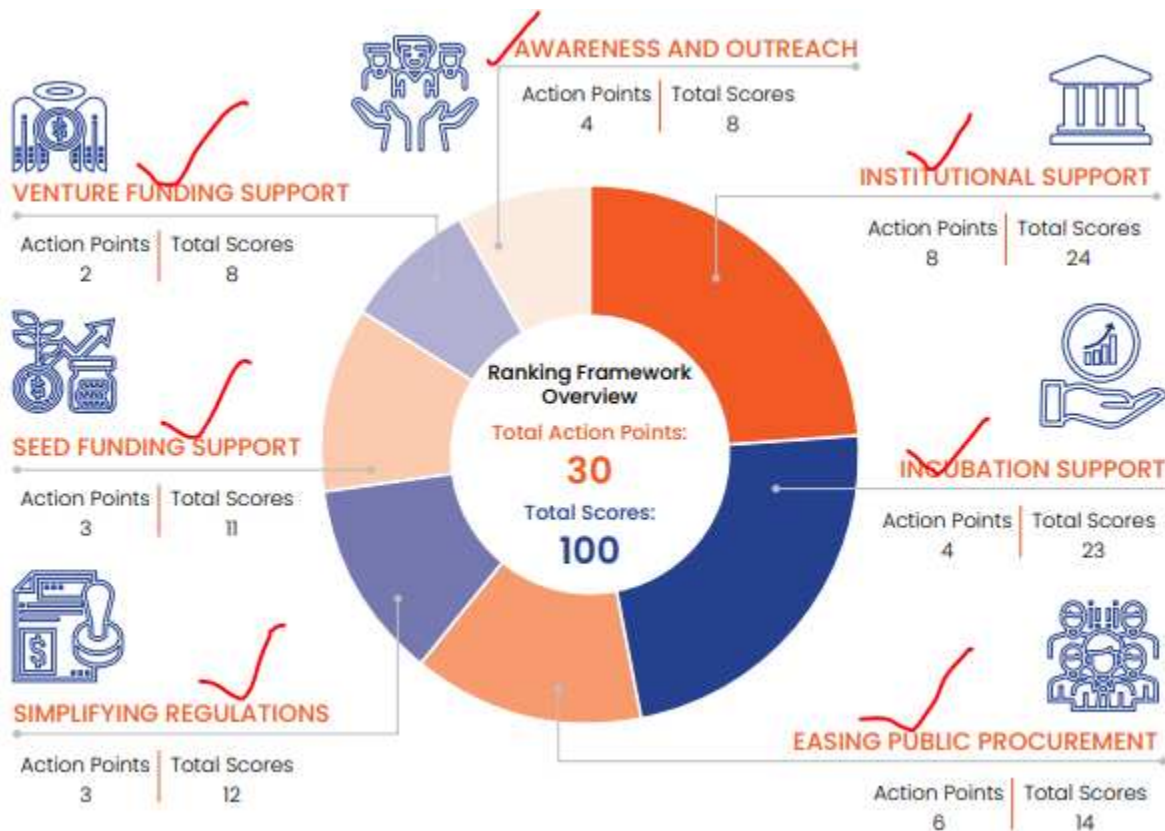 AWARENESS AND OUTREACH
Action Points | Total Scores
4 | 8
VENTURE FUNDING SUPPORT
Action Points | Total Scores
2 | 8
INSTITUTIONAL SUPPORT
Action Points | Total Scores
8 | 24
SEED FUNDING SUPPORT
Action Points | Total Scores
3 | 11
Ranking Framework
Overview
Total Action Points:
30
Total Scores:
100
INCUBATION SUPPORT
Action Points | Total Scores
4 | 23
SIMPLIFYING REGULATIONS
Action Points | Total Scores
3 | 12
EASING PUBLIC PROCUREMENT
Action Points | Total Scores
6 | 14